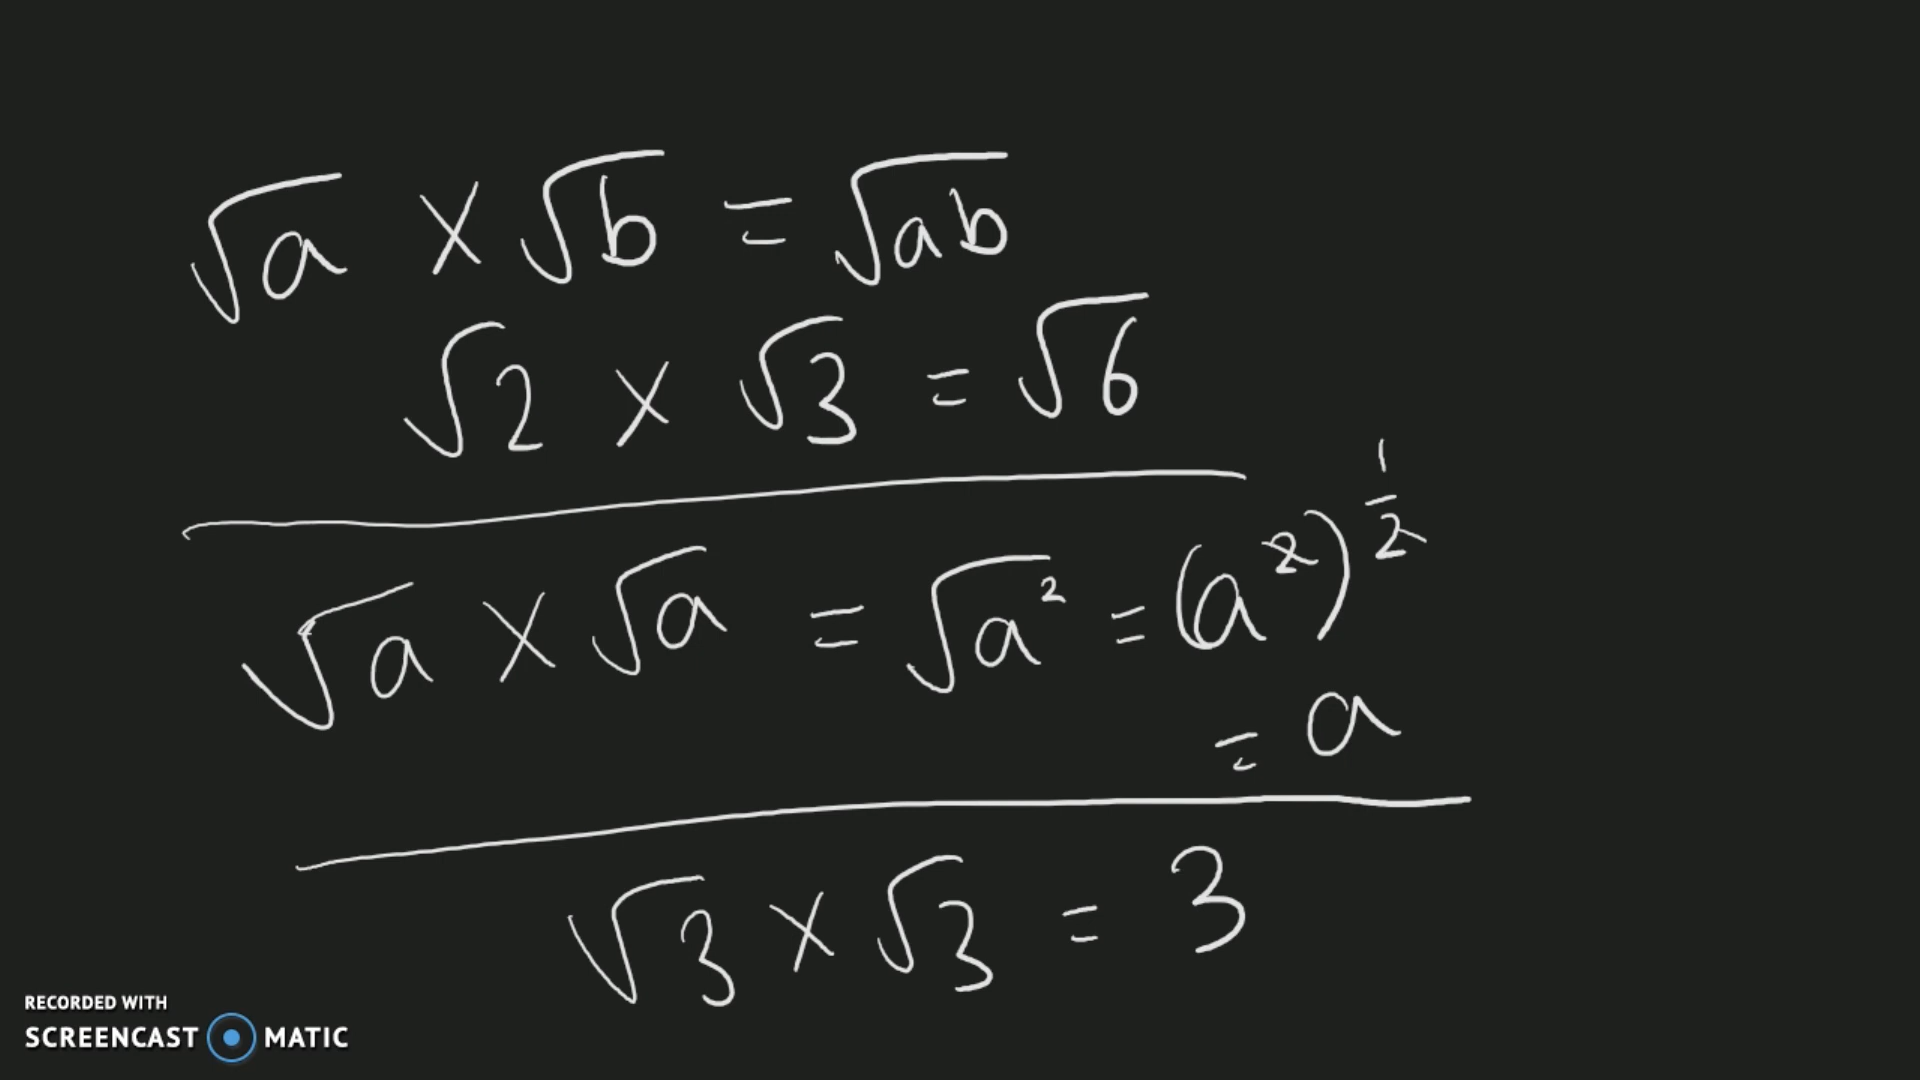 √a × √b = √ab
√2 × √3 = √6
√a × √a = √a² = (a²)^½
= a
√3 × √3 = 3
RECORDED WITH
SCREENCAST MATIC